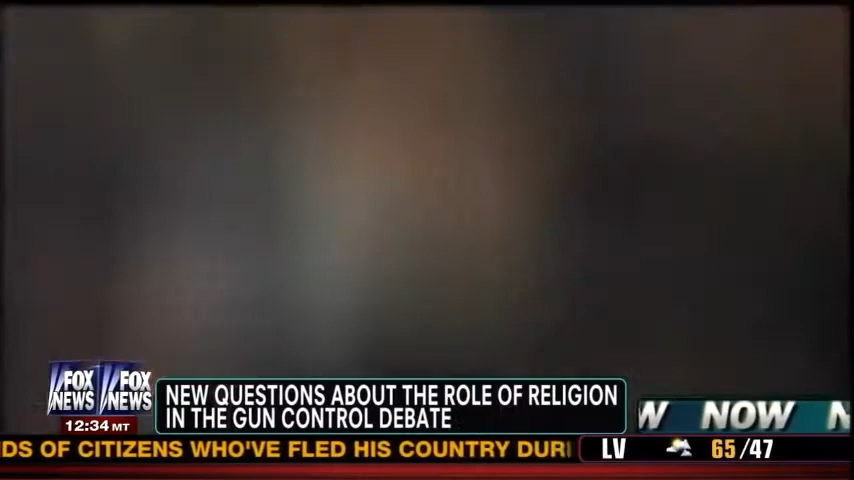 FOX NEWS FOX NEWS
12:34 MT
NEW QUESTIONS ABOUT THE ROLE OF RELIGION
IN THE GUN CONTROL DEBATE
W NOW N
DS OF CITIZENS WHO'VE FLED HIS COUNTRY DURI
LV 65/47